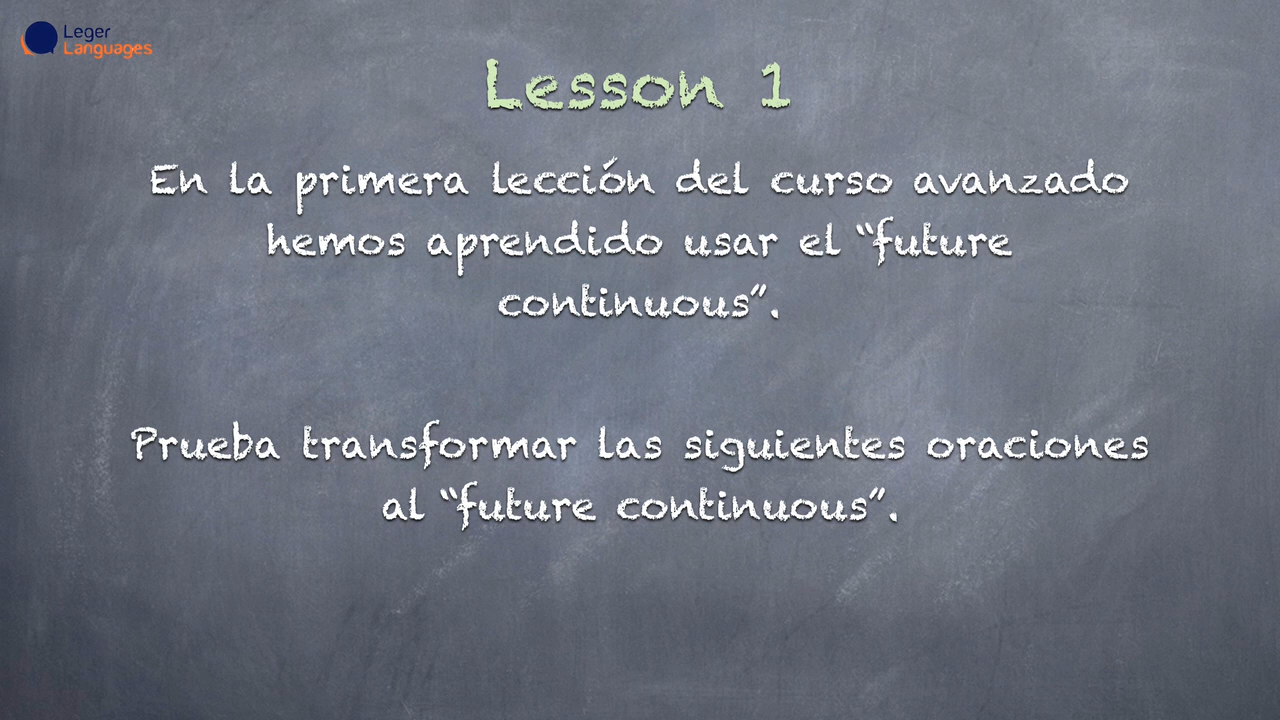 Leger
Languages
Lesson 1
En la primera lección del curso avanzado
hemos aprendido usar el “future
continuous”.
Prueba transformar las siguientes oraciones
al “future continuous”.